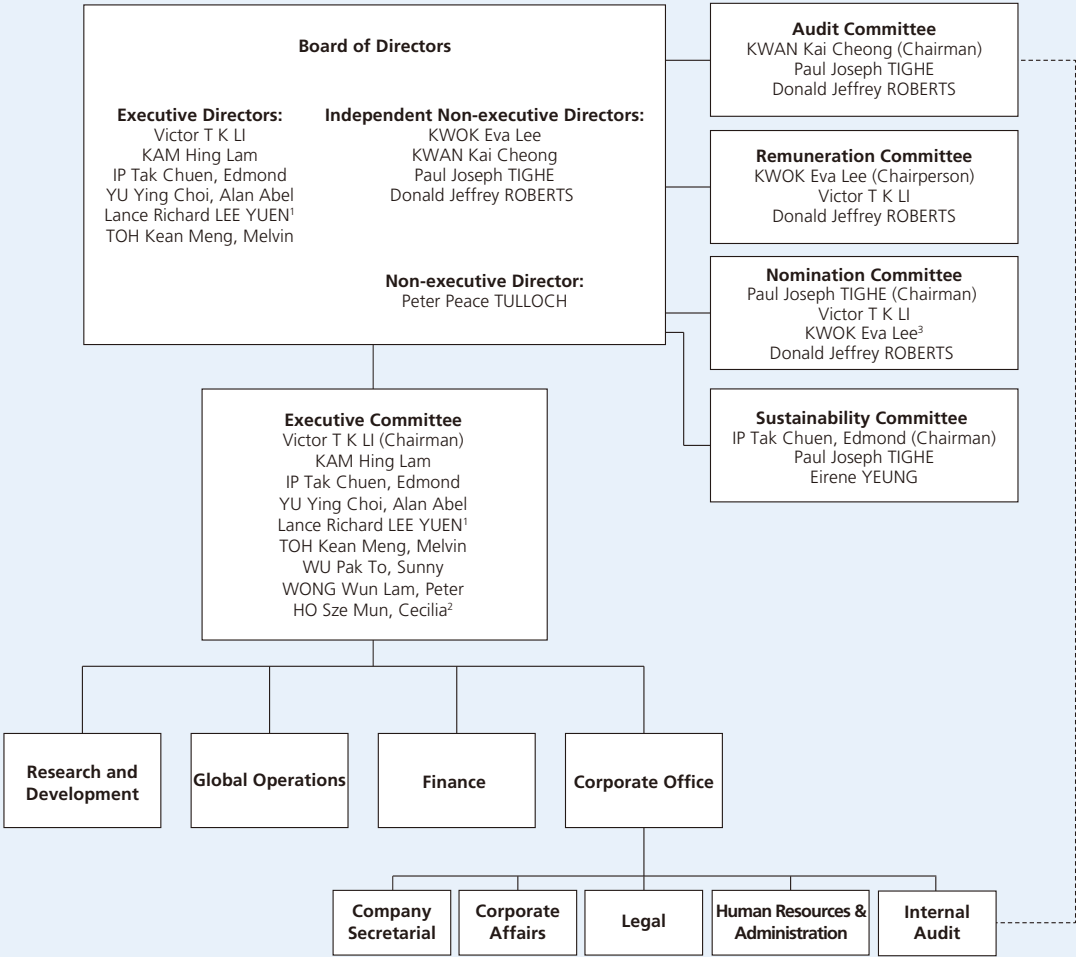 Board of Directors
Executive Directors:
Victor T K LI
KAM Hing Lam
IP Tak Chuen, Edmond
YU Ying Choi, Alan Abel
Lance Richard LEE YUEN¹
TOH Kean Meng, Melvin
Independent Non-executive Directors:
KWOK Eva Lee
KWAN Kai Cheong
Paul Joseph TIGHE
Donald Jeffrey ROBERTS
Non-executive Director:
Peter Peace TULLOCH
Audit Committee
KWAN Kai Cheong (Chairman)
Paul Joseph TIGHE
Donald Jeffrey ROBERTS
Remuneration Committee
KWOK Eva Lee (Chairperson)
Victor T K LI
Donald Jeffrey ROBERTS
Nomination Committee
Paul Joseph TIGHE (Chairman)
Victor T K LI
KWOK Eva Lee³
Donald Jeffrey ROBERTS
Sustainability Committee
IP Tak Chuen, Edmond (Chairman)
Paul Joseph TIGHE
Eirene YEUNG
Executive Committee
Victor T K LI (Chairman)
KAM Hing Lam
IP Tak Chuen, Edmond
YU Ying Choi, Alan Abel
Lance Richard LEE YUEN¹
TOH Kean Meng, Melvin
WU Pak To, Sunny
WONG Wun Lam, Peter
HO Sze Mun, Cecilia²
Research and
Development
Global Operations
Finance
Corporate Office
Company
Secretarial
Corporate
Affairs
Legal
Human Resources &
Administration
Internal
Audit